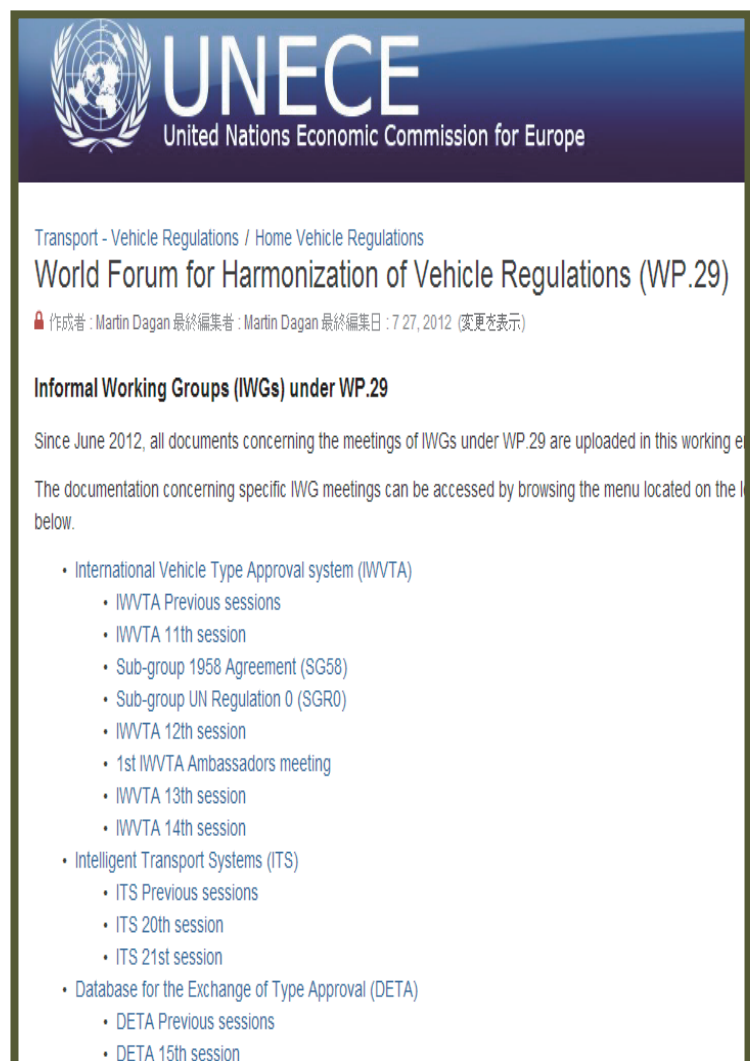 UNECE
United Nations Economic Commission for Europe
Transport - Vehicle Regulations / Home Vehicle Regulations
World Forum for Harmonization of Vehicle Regulations (WP.29)
作成者 : Martin Dagan 最終編集者 : Martin Dagan 最終編集日 : 7 27, 2012 (変更を表示)
Informal Working Groups (IWGs) under WP.29
Since June 2012, all documents concerning the meetings of IWGs under WP.29 are uploaded in this working
The documentation concerning specific IWG meetings can be accessed by browsing the menu located on the
below.
• International Vehicle Type Approval system (IWVTA)
• IWVTA Previous sessions
• IWVTA 11th session
• Sub-group 1958 Agreement (SG58)
• Sub-group UN Regulation 0 (SGR0)
• IWVTA 12th session
• 1st IWVTA Ambassadors meeting
• IWVTA 13th session
• IWVTA 14th session
• Intelligent Transport Systems (ITS)
• ITS Previous sessions
• ITS 20th session
• ITS 21st session
• Database for the Exchange of Type Approval (DETA)
• DETA Previous sessions
• DETA 15th session